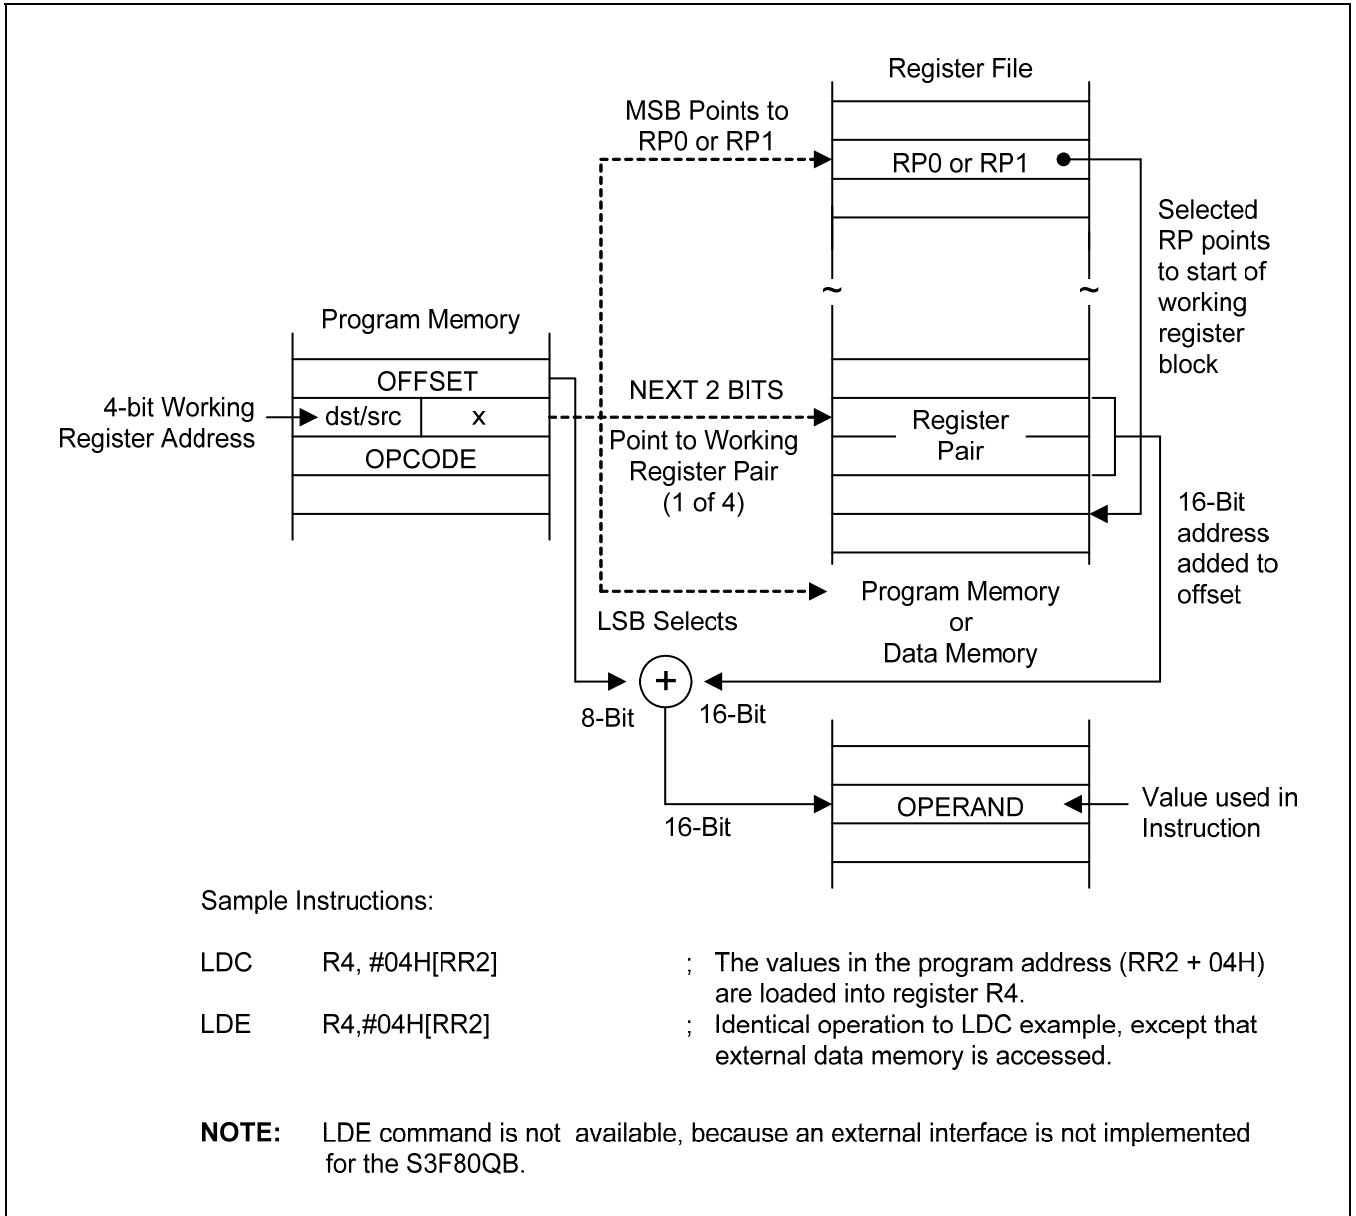 Register File
MSB Points to
RP0 or RP1
RP0 or RP1
Selected
RP points
to start of
working
register
block
~ ~
Program Memory
OFFSET
4-bit Working
Register Address
dst/src x
OPCODE
NEXT 2 BITS
Point to Working
Register Pair
(1 of 4)
Register
Pair
16-Bit
address
added to
offset
LSB Selects
Program Memory
or
Data Memory
+
8-Bit
16-Bit
16-Bit
OPERAND
Value used in
Instruction
Sample Instructions:
LDC R4, #04H[RR2] ; The values in the program address (RR2 + 04H)
are loaded into register R4.
LDE R4,#04H[RR2] ; Identical operation to LDC example, except that
external data memory is accessed.
NOTE: LDE command is not available, because an external interface is not implemented
for the S3F80QB.